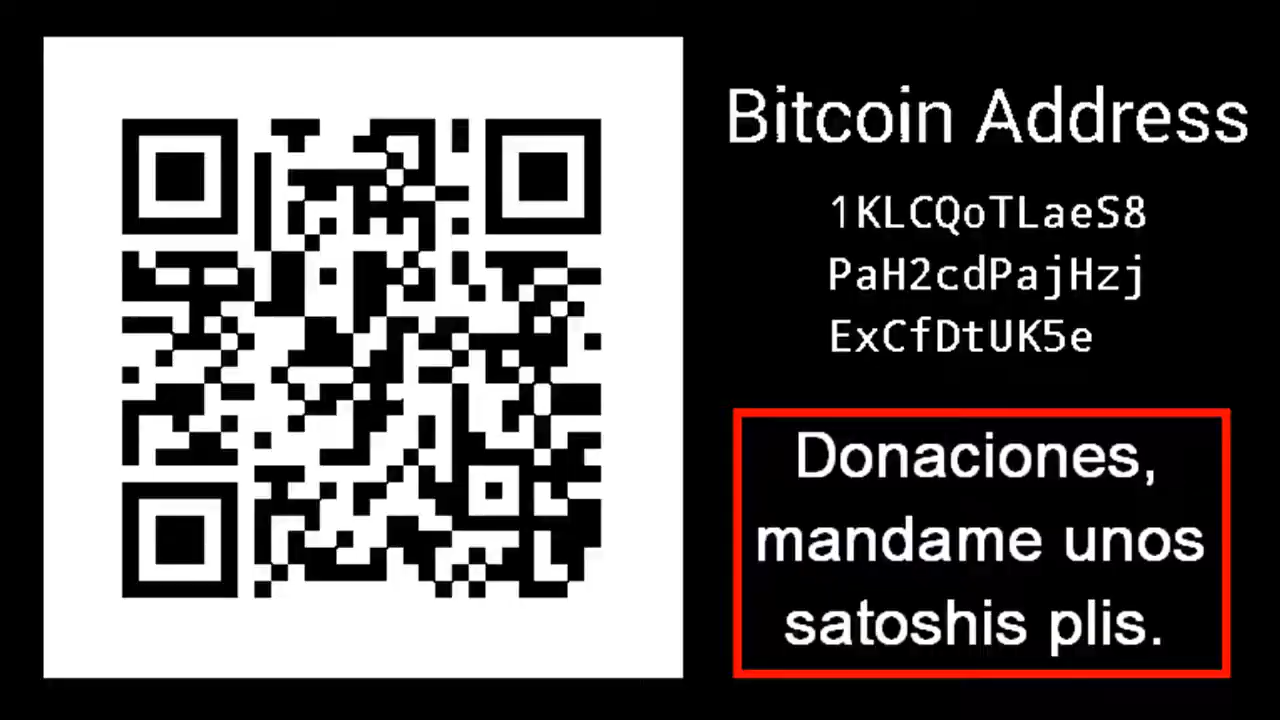 Bitcoin Address
1KLCQoTLaeS8
PaH2cdPajHzj
ExCfDtUK5e
Donaciones,
mandame unos
satoshis plis.